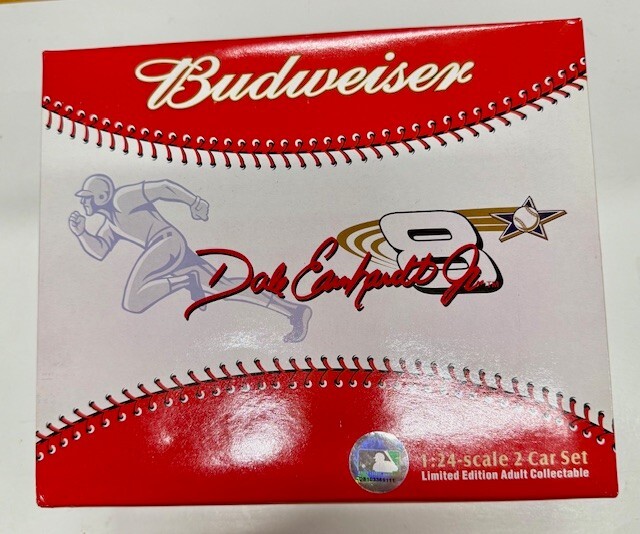 Budweiser
8
Dale Earnhardt Jr.
1:24-scale 2 Car Set
Limited Edition Adult Collectable